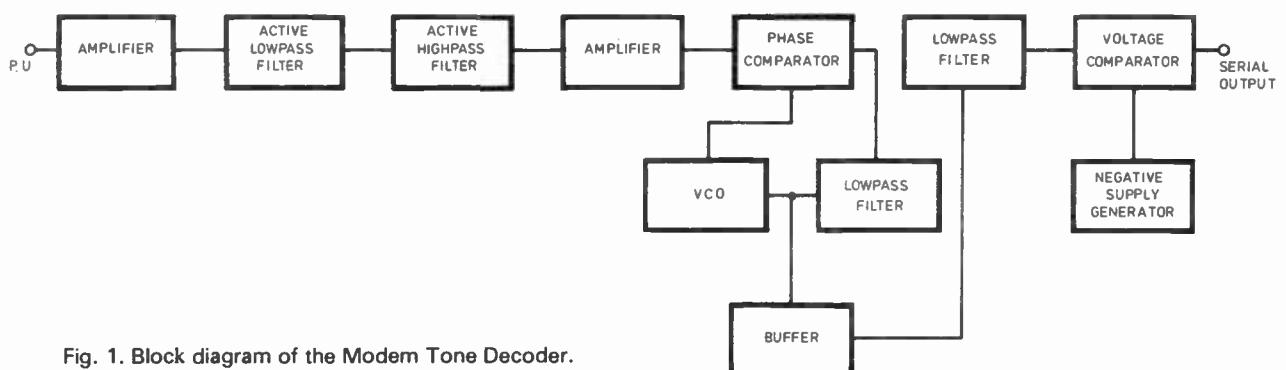 P.U
AMPLIFIER
ACTIVE
LOWPASS
FILTER
ACTIVE
HIGHPASS
FILTER
AMPLIFIER
PHASE
COMPARATOR
LOWPASS
FILTER
VOLTAGE
COMPARATOR
SERIAL
OUTPUT
VCO
LOWPASS
FILTER
NEGATIVE
SUPPLY
GENERATOR
BUFFER
Fig. 1. Block diagram of the Modem Tone Decoder.